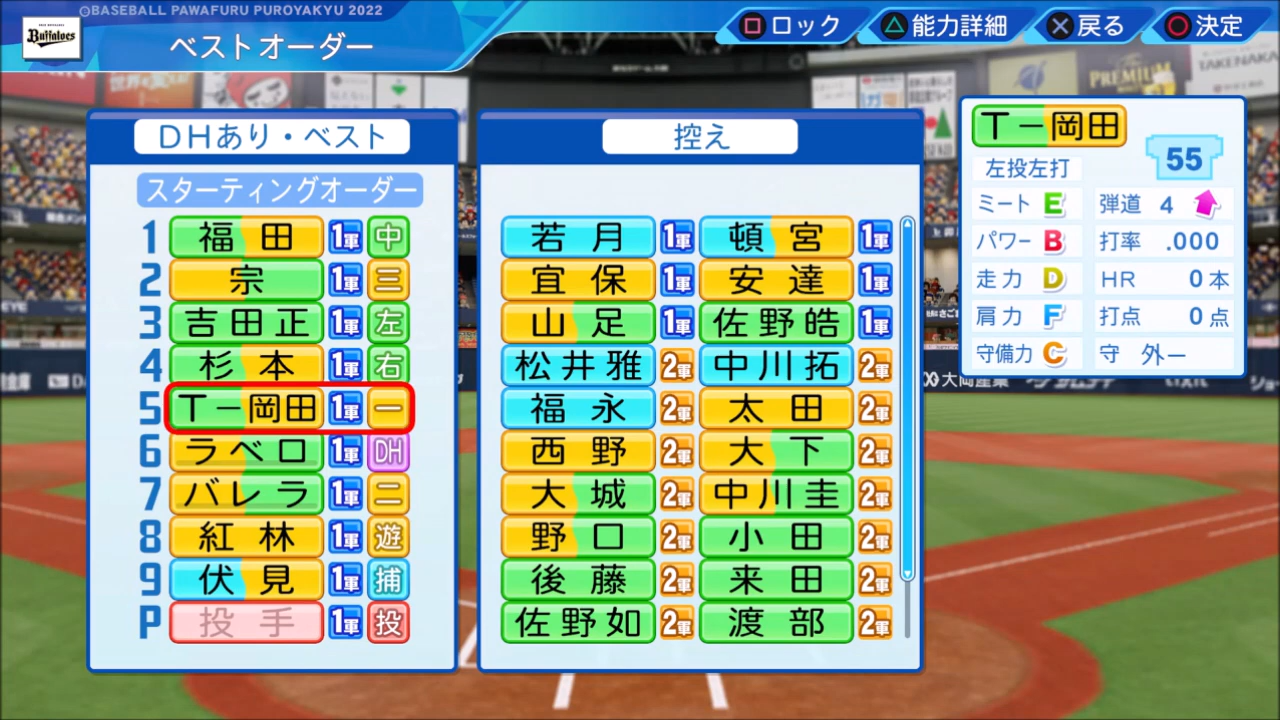 ©BASEBALL PAWAFURU PUROYAKYU 2022
Buffaloes
ベストオーダー
□ロック △能力詳細 ×戻る ○決定
DHあり・ベスト
スターティングオーダー
1 福田 1軍 中
2 宗 1軍 三
3 吉田正 1軍 左
4 杉本 1軍 右
5 T−岡田 1軍 一
6 ラベロ 1軍 DH
7 バレラ 1軍 二
8 紅林 1軍 遊
9 伏見 1軍 捕
P 投手 1軍 投
控え
若月 1軍 頓宮 1軍
宜保 1軍 安達 1軍
山足 1軍 佐野皓 1軍
松井雅 2軍 中川拓 2軍
福永 2軍 太田 2軍
西野 2軍 大下 2軍
大城 2軍 中川圭 2軍
野口 2軍 小田 2軍
後藤 2軍 来田 2軍
佐野如 2軍 渡部 2軍
T−岡田
55
左投左打
ミート E 弾道 4
パワー B 打率 .000
走力 D HR 0本
肩力 F 打点 0点
守備力 C 守 外一
PREMIUM
TAKENAKA
大岡産業